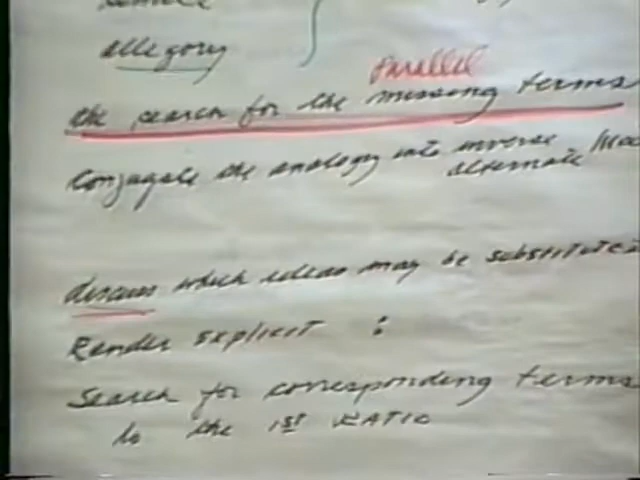 allegory
Parallel
the search for the missing terms
Conjugate the analogy into inverse
alternate
discuss which ideas may be substituted
Render explicit :
Search for corresponding terms
to the 1st RATIO